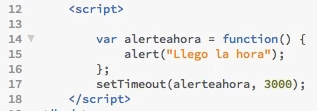 12 <script>
13
14 var alerteahora = function() {
15 alert("Llego la hora");
16 };
17 setTimeout(alerteahora, 3000);
18 </script>